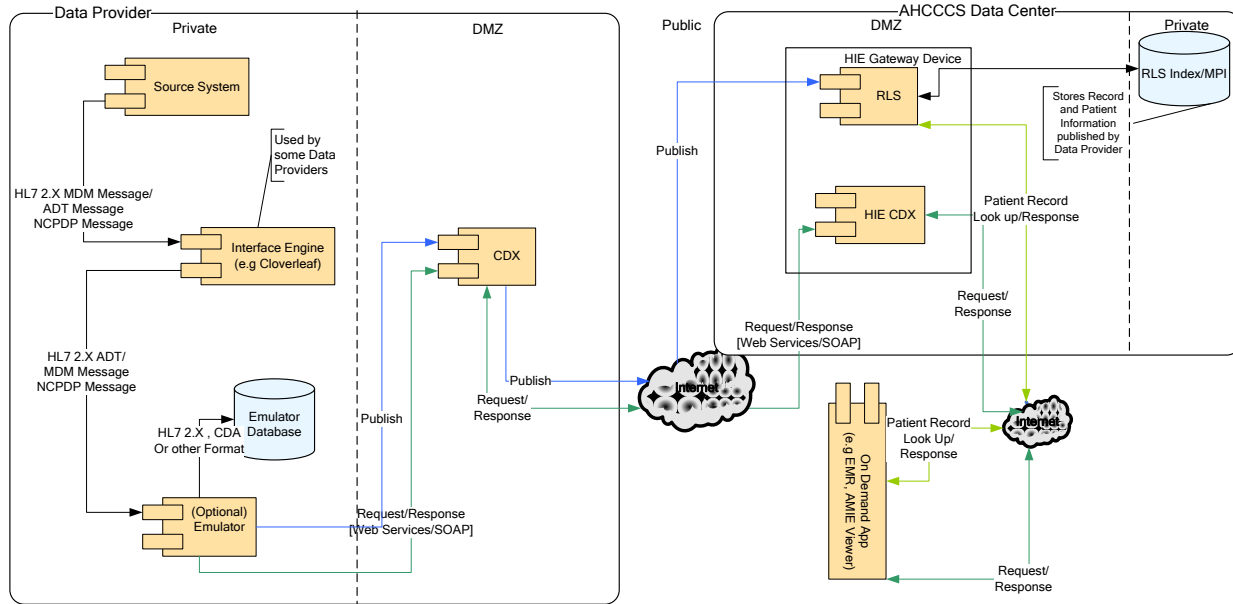 Data Provider
Private
DMZ
Source System
Used by
some Data
Providers
HL7 2.X MDM Message/
ADT Message
NCPDP Message
Interface Engine
(e.g Cloverleaf)
CDX
HL7 2.X ADT/
MDM Message
NCPDP Message
Emulator
Database
HL7 2.X , CDA
Or other Format
(Optional)
Emulator
Publish
Request/Response
[Web Services/SOAP]
Publish
Request/
Response
Public
Publish
Internet
AHCCCS Data Center
DMZ
Private
HIE Gateway Device
RLS
RLS Index/MPI
Stores Record
and Patient
Information
published by
Data Provider
HIE CDX
Patient Record
Look up/Response
Request/
Response
Request/Response
[Web Services/SOAP]
On Demand App
(e.g EMR, AMIE Viewer)
Patient Record
Look Up/
Response
Internet
Request/
Response